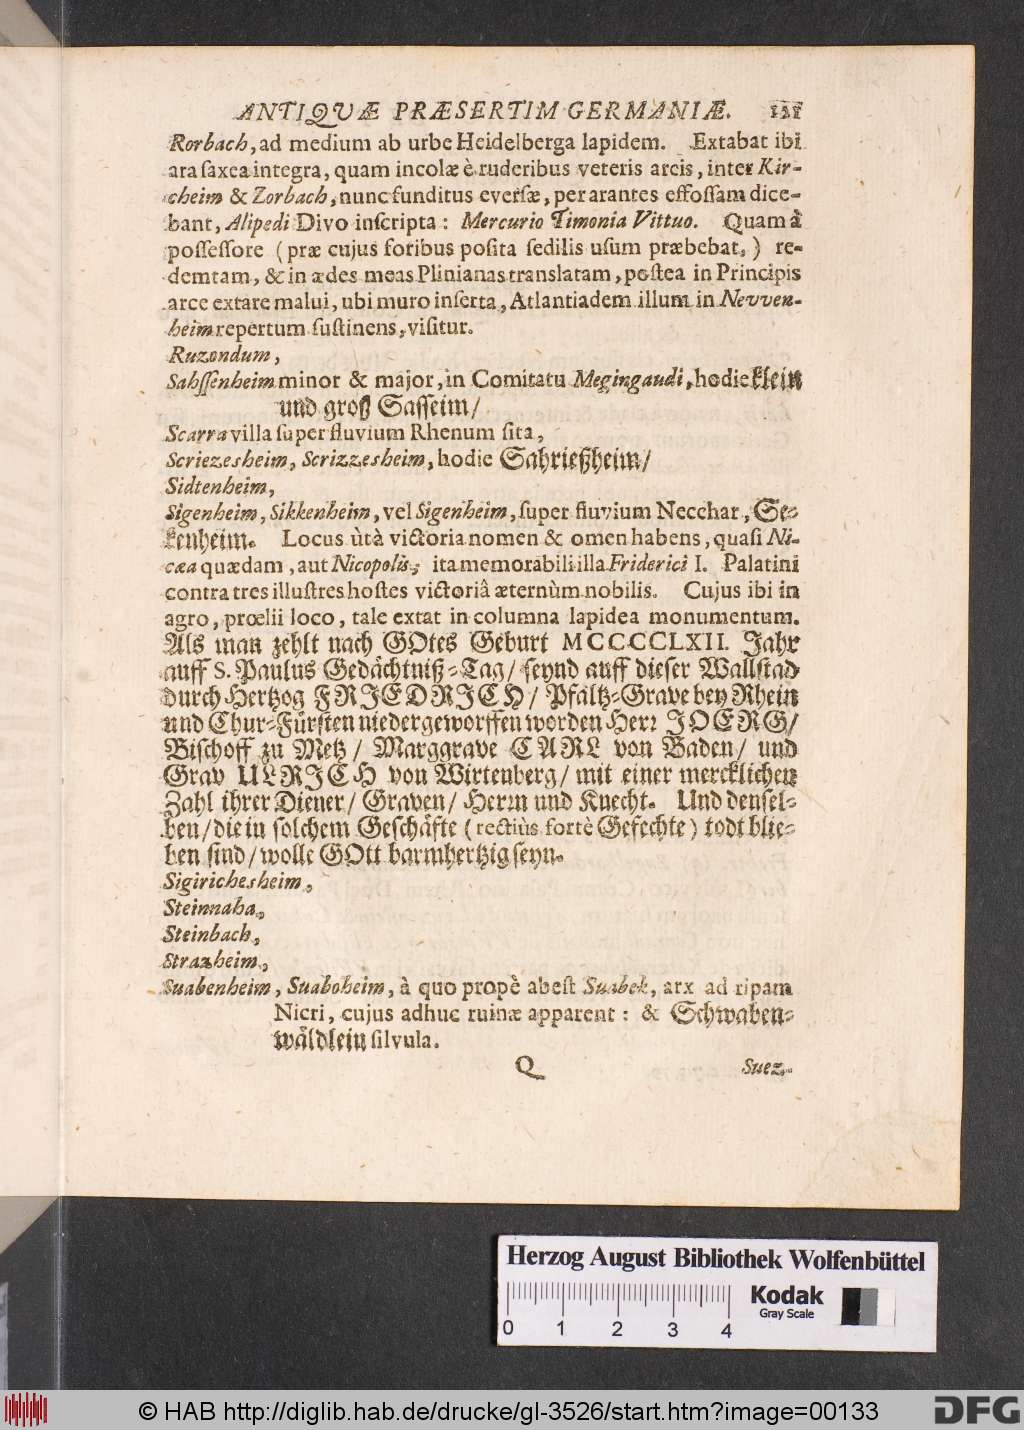 ANTIQUÆ PRÆSERTIM GERMANIÆ. 121
Rorbach, ad medium ab urbe Heidelberga lapidem. Extabat ibi
ara saxea integra, quam incolæ è ruderibus veteris arcis, inter Kir-
cheim & Zorbach, nunc funditus eversæ, per arantes effossam dice-
bant, Alipedi Divo inscripta: Mercurio Timonia Vittuo. Quam à
possessore (præ cujus foribus posita sedilis usum præbebat,) re-
demtam, & in ædes meas Plinianas translatam, postea in Principis
arce extare malui, ubi muro inserta, Atlantiadem illum in Nevven-
heim repertum sustinens, visitur.
Ruzondum,
Sahssenheim minor & major, in Comitatu Megingaudi, hodie klein
und groß Sasseim/
Scarra villa super fluvium Rhenum sita,
Scriezesheim, Scrizzesheim, hodie Sahrießheim/
Sidtenheim,
Sigenheim, Sikkenheim, vel Sigenheim, super fluvium Necchar, Se-
kenheim. Locus ùtà victoria nomen & omen habens, quasi Ni-
cæa quædam, aut Nicopolis, ita memorabili illa Friderici I. Palatini
contra tres illustres hostes victoriâ æternùm nobilis. Cujus ibi in
agro, prœlii loco, tale extat in columna lapidea monumentum.
Als man zehlt nach GOtes Geburt MCCCCLXII. Jahr
auff S. Paulus Gedächtniß-Tag/ seynd auff dieser Wallstad
durch Hertzog FRIEDRICH/ Pfältz-Grave bey Rhein
und Chur-Fürsten niedergeworffen worden Herr JOERG/
Bischoff zu Metz/ Marggrave CARL von Baden/ und
Grav ULRICH von Wirtenberg/ mit einer mercklichen
Zahl ihrer Diener/ Graven/ Herrn und Knecht. Und densel-
ben/ die in solchem Geschäfte (rectiùs fortè Gefechte) todt blie-
ben sind/ wolle GOtt barmhertzig seyn.
Sigirichesheim,
Steinnaha,
Steinbach,
Strazheim,
Suabenheim, Suaboheim, à quo propè abest Suabek, arx ad ripam
Nicri, cujus adhuc ruinæ apparent: & Schwaben-
wäldlein silvula.
Q Suez-
Herzog August Bibliothek Wolfenbüttel
0 1 2 3 4
Kodak
Gray Scale
© HAB http://diglib.hab.de/drucke/gl-3526/start.htm?image=00133
DFG